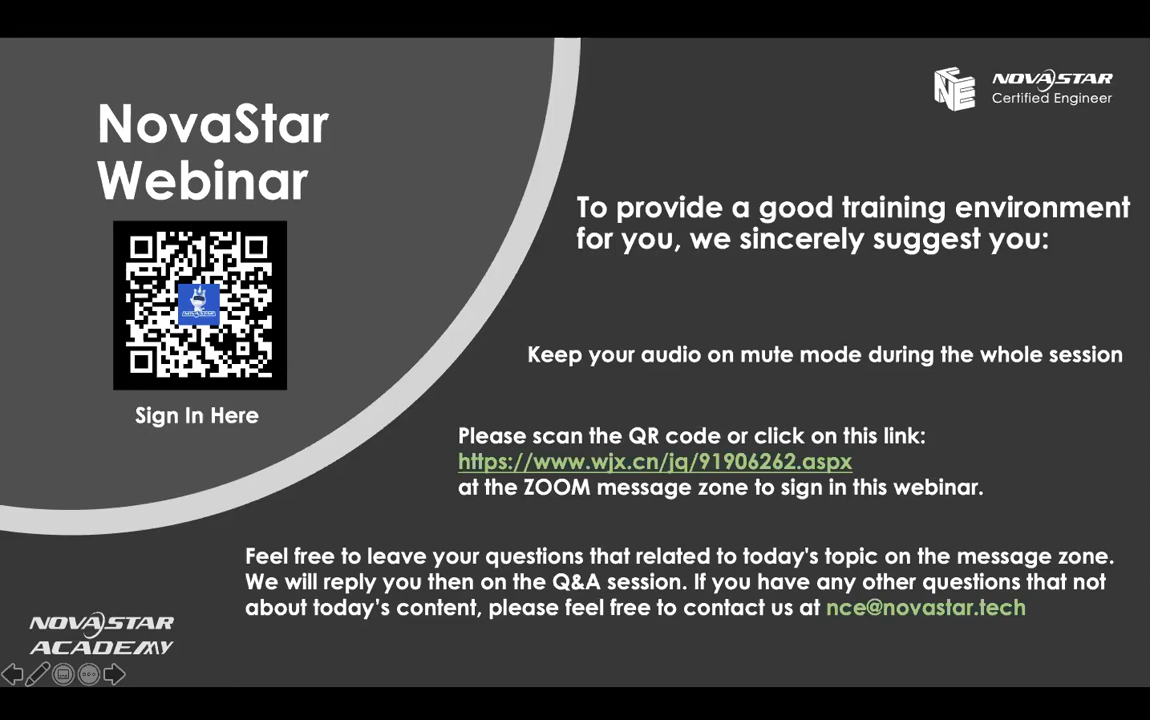 NovaStar
Webinar
Sign In Here
NOVASTAR
Certified Engineer
To provide a good training environment
for you, we sincerely suggest you:
Keep your audio on mute mode during the whole session
Please scan the QR code or click on this link:
https://www.wjx.cn/jq/91906262.aspx
at the ZOOM message zone to sign in this webinar.
Feel free to leave your questions that related to today's topic on the message zone.
We will reply you then on the Q&A session. If you have any other questions that not
about today's content, please feel free to contact us at nce@novastar.tech
NOVASTAR
ACADEMY